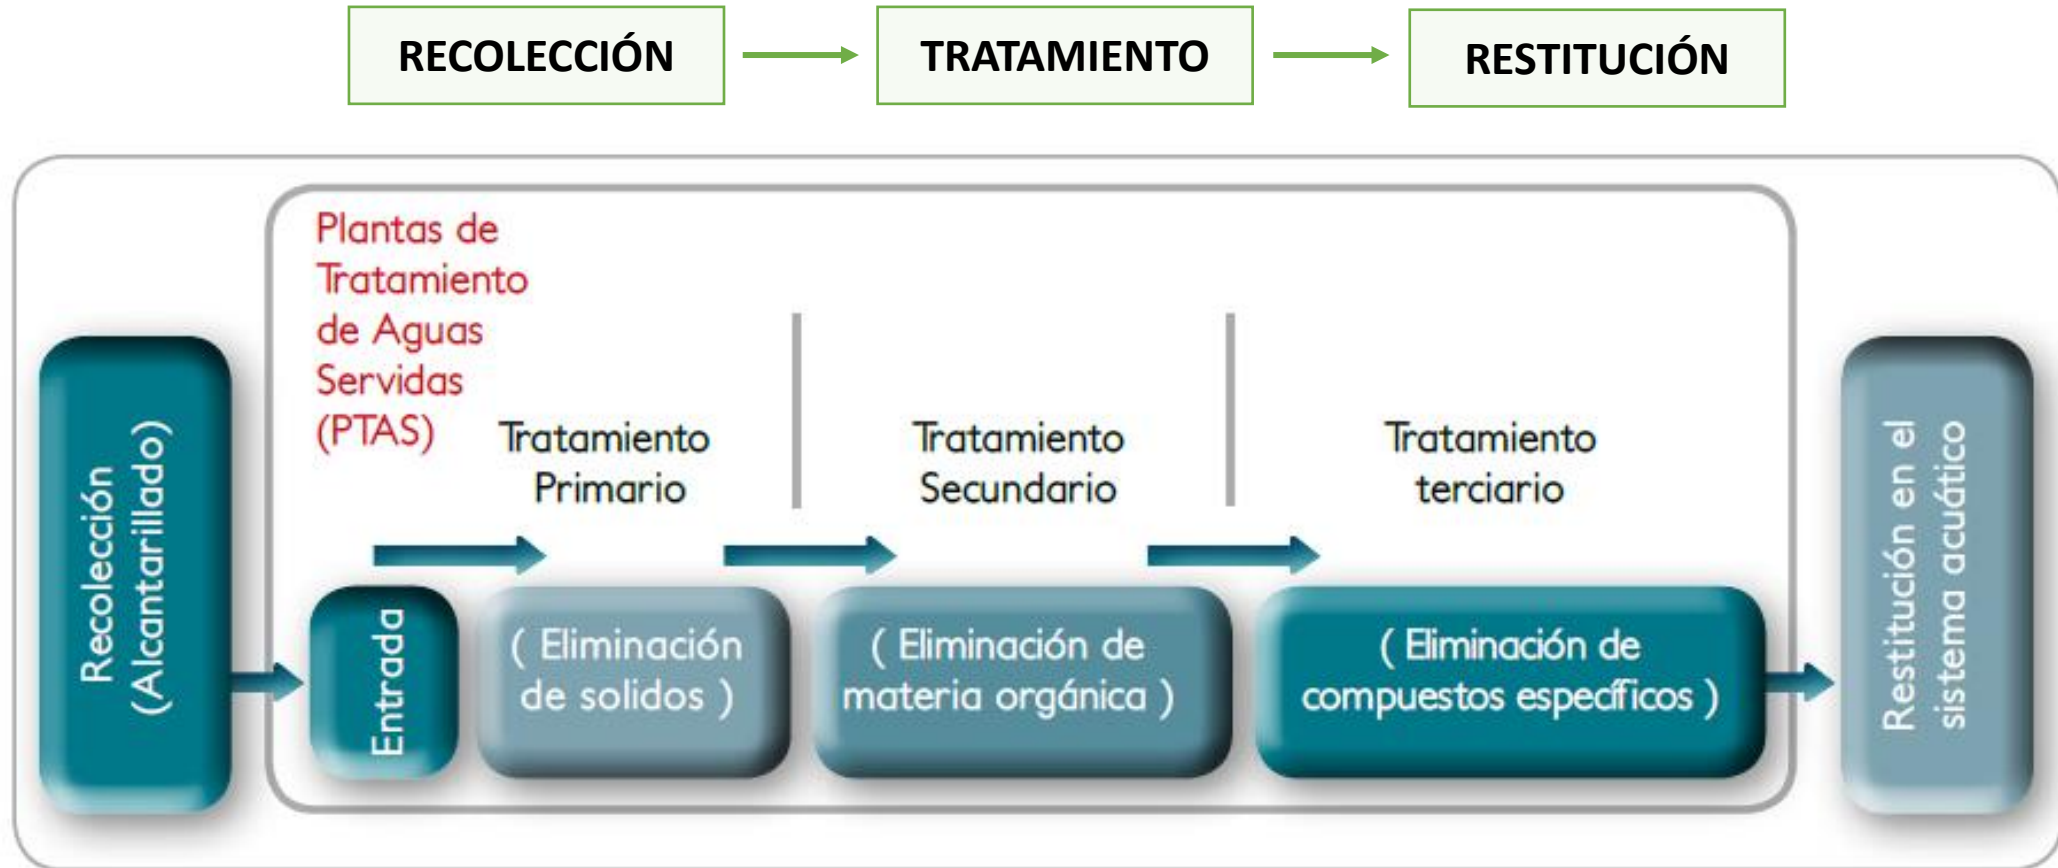 RECOLECCIÓN
TRATAMIENTO
RESTITUCIÓN
Plantas de
Tratamiento
de Aguas
Servidas
(PTAS)
Recolección
(Alcantarillado)
Entrada
Tratamiento
Primario
( Eliminación
de solidos )
Tratamiento
Secundario
( Eliminación de
materia orgánica )
Tratamiento
terciario
( Eliminación de
compuestos específicos )
Restitución en el
sistema acuático